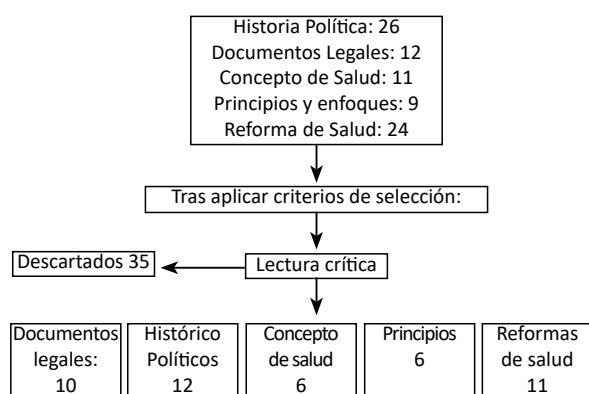 Historia Política: 26
Documentos Legales: 12
Concepto de Salud: 11
Principios y enfoques: 9
Reforma de Salud: 24
Tras aplicar criterios de selección:
Descartados 35
Lectura crítica
Documentos
legales:
10
Histórico
Políticos
12
Concepto
de salud
6
Principios
6
Reformas
de salud
11